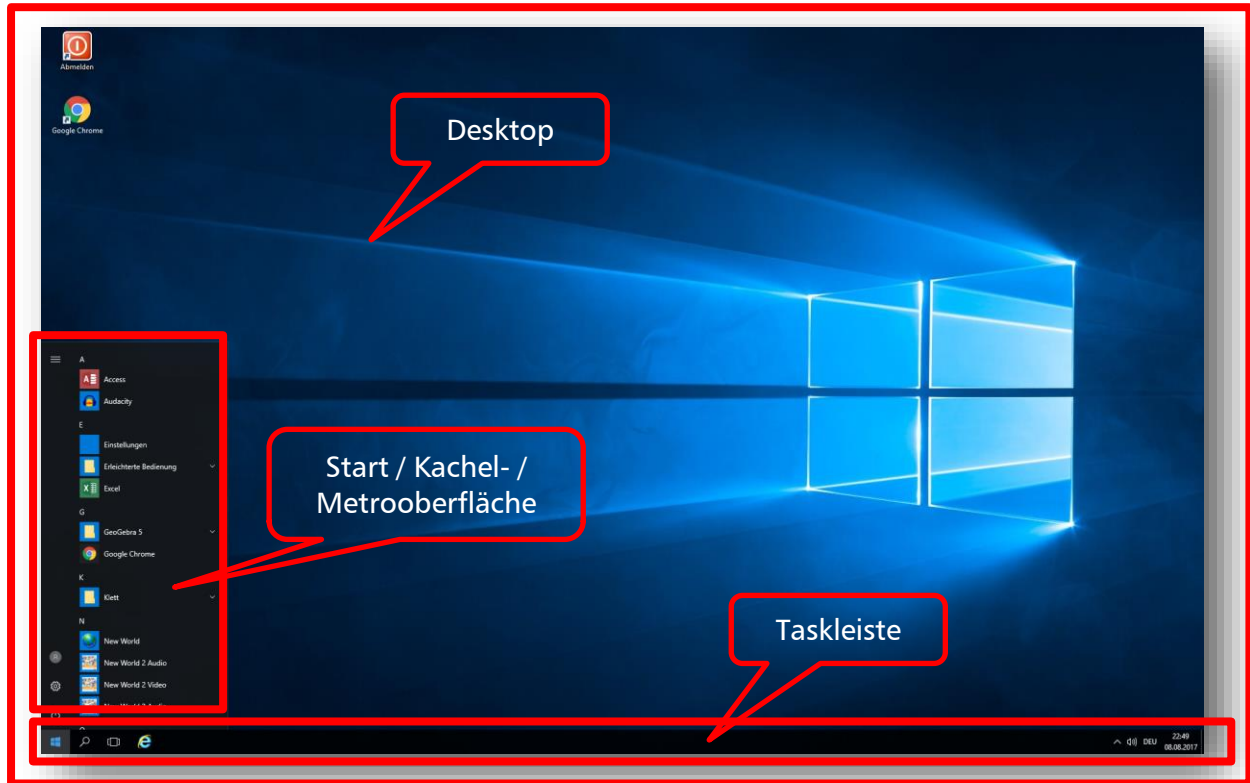 Abmelden
Google Chrome
Desktop
A
Access
Audacity
E
Einstellungen
Erleichterte Bedienung
Excel
G
GeoGebra 5
Google Chrome
K
Klett
N
New World
New World 2 Audio
New World 2 Video
Start / Kachel- /
Metrooberfläche
Taskleiste
DEU
22:49
08.08.2017